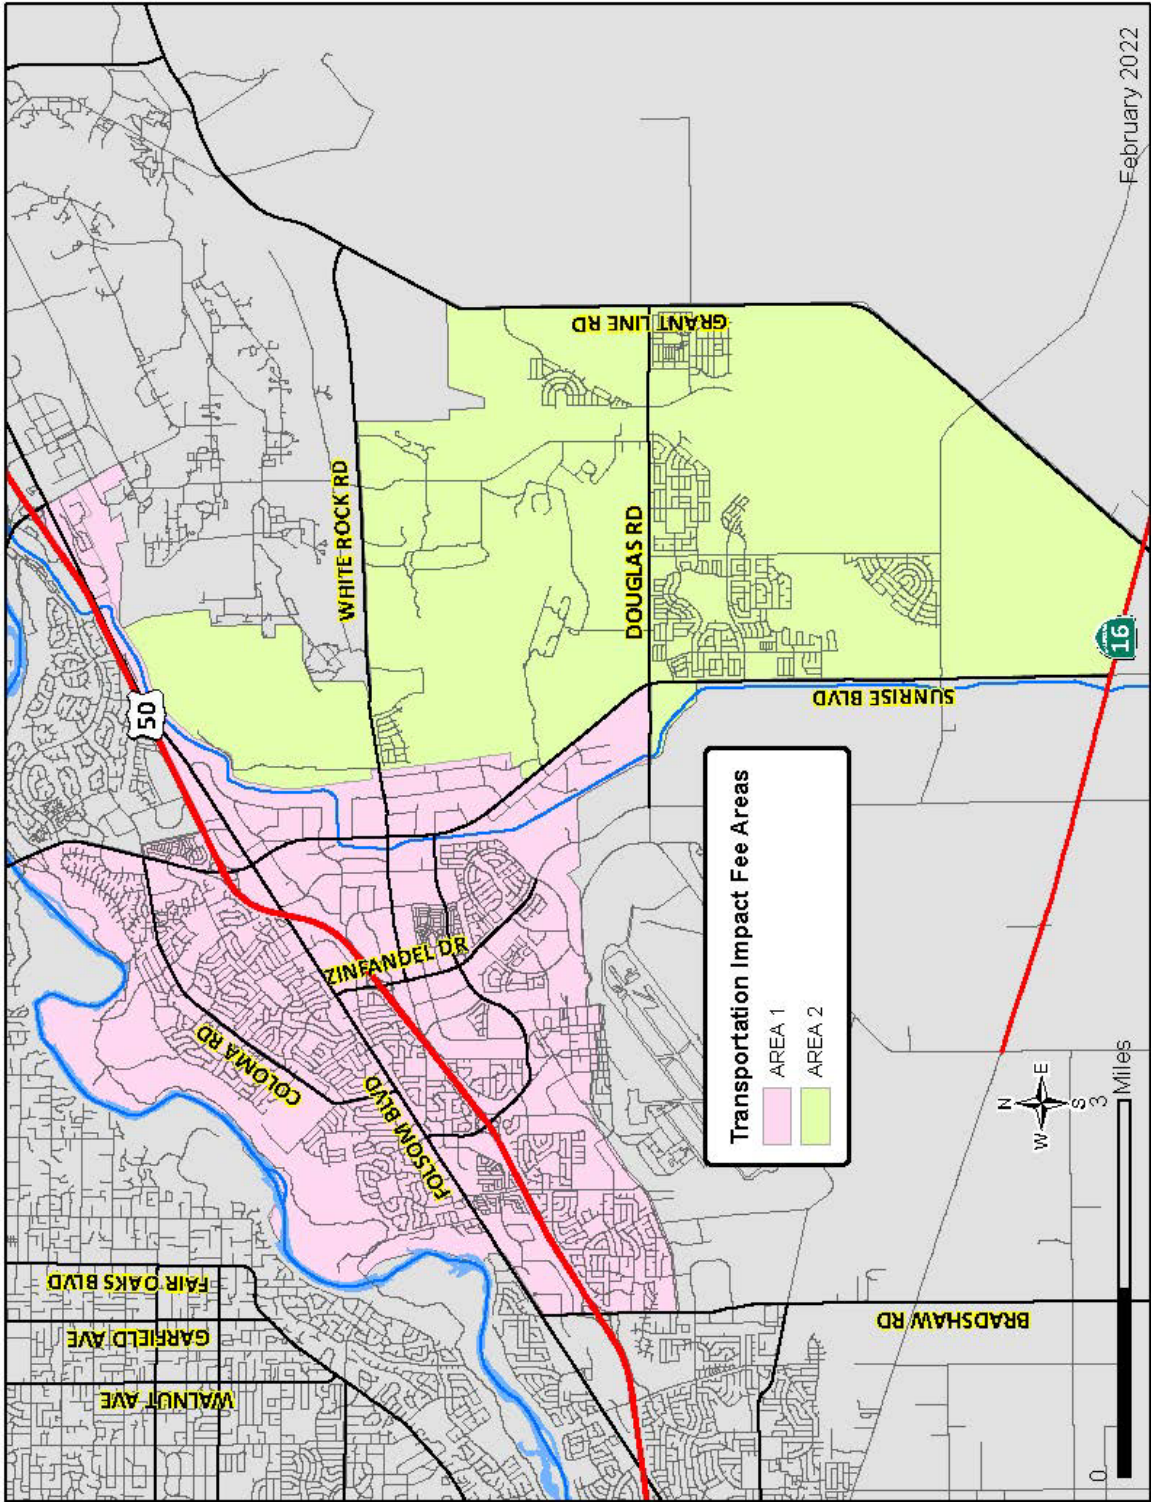 50
WHITE ROCK RD
GRANT LINE RD
DOUGLAS RD
SUNRISE BLVD
16
ZINFANDEL DR
COLOMA RD
FOLSOM BLVD
FAIR OAKS BLVD
GARFIELD AVE
WALNUT AVE
BRADSHAW RD
Transportation Impact Fee Areas
AREA 1
AREA 2
N
W E
S
0 3
Miles
February 2022